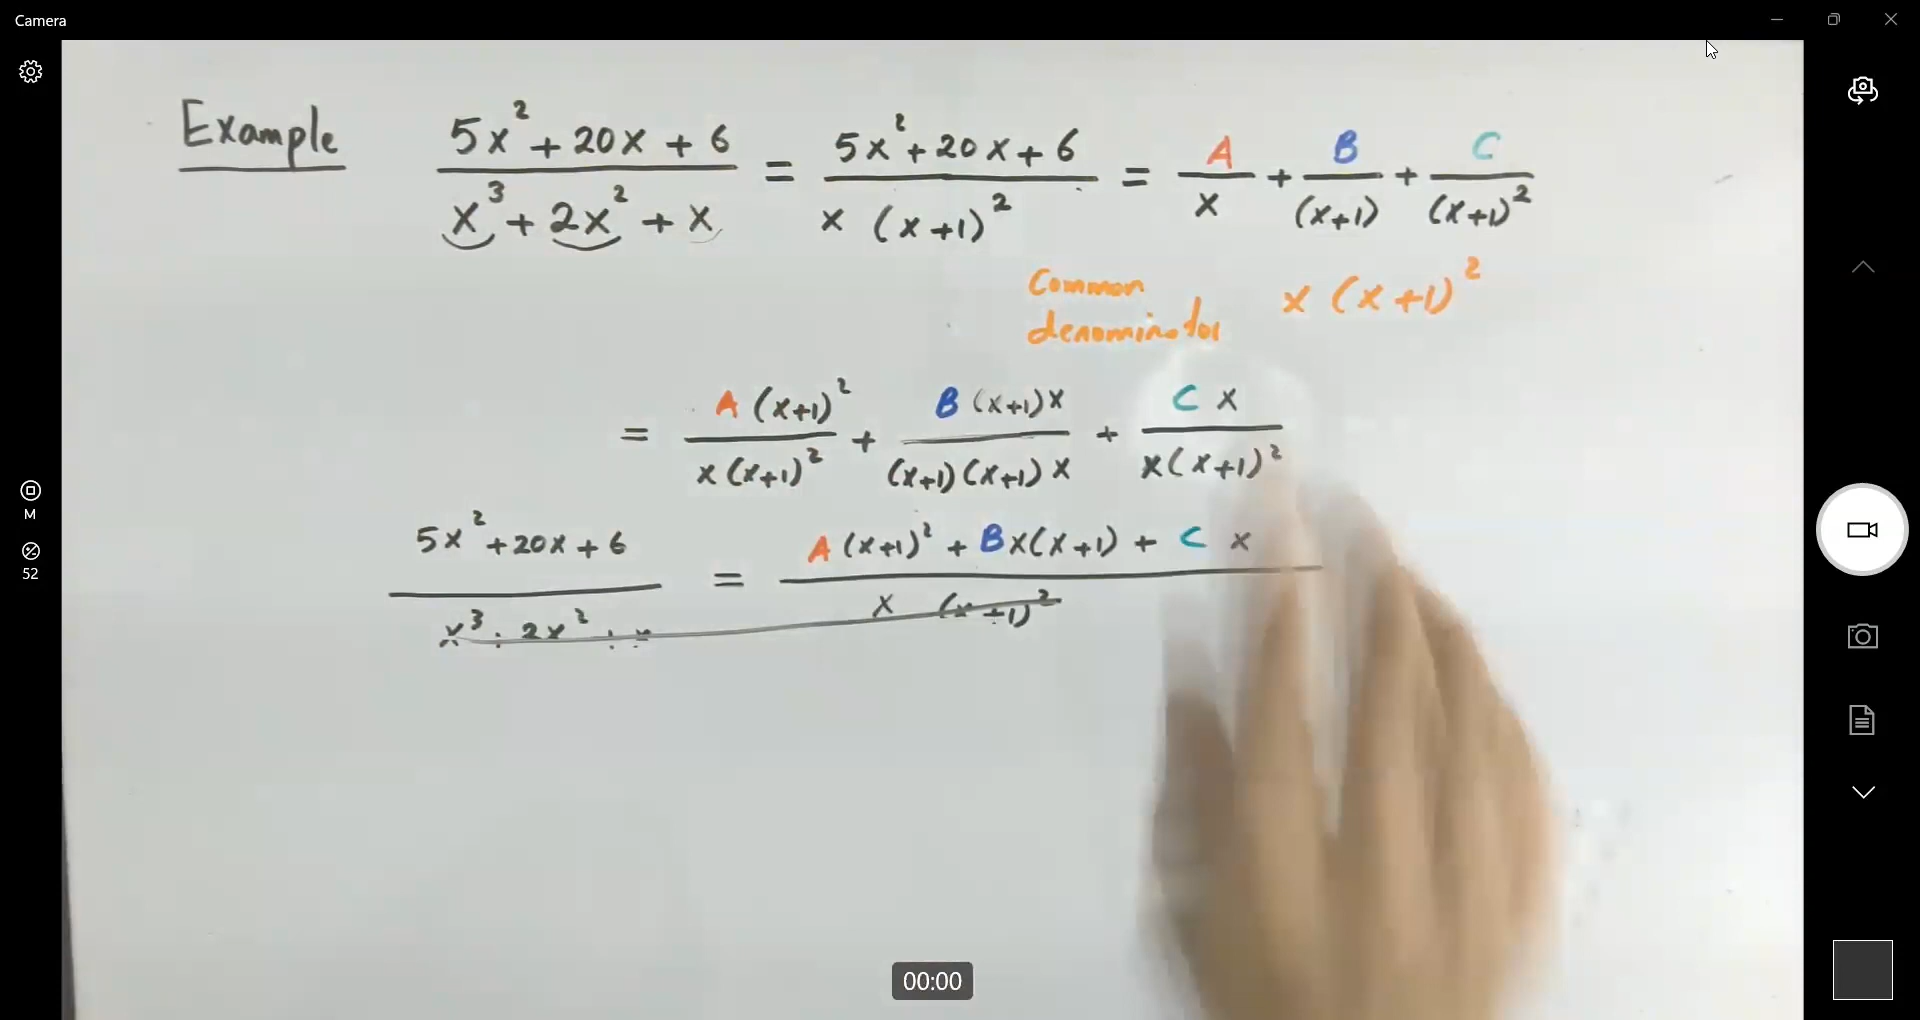 Camera
Example 5x² + 20x + 6 / x³ + 2x² + x = 5x² + 20x + 6 / x (x+1)² = A / x + B / (x+1) + C / (x+1)²
Common denominator x (x+1)²
= A (x+1)² / x (x+1)² + B (x+1)x / (x+1)(x+1)x + C x / x(x+1)²
5x² + 20x + 6 / x³ + 2x² + x = A (x+1)² + Bx(x+1) + C x / x (x+1)²
M
52
00:00